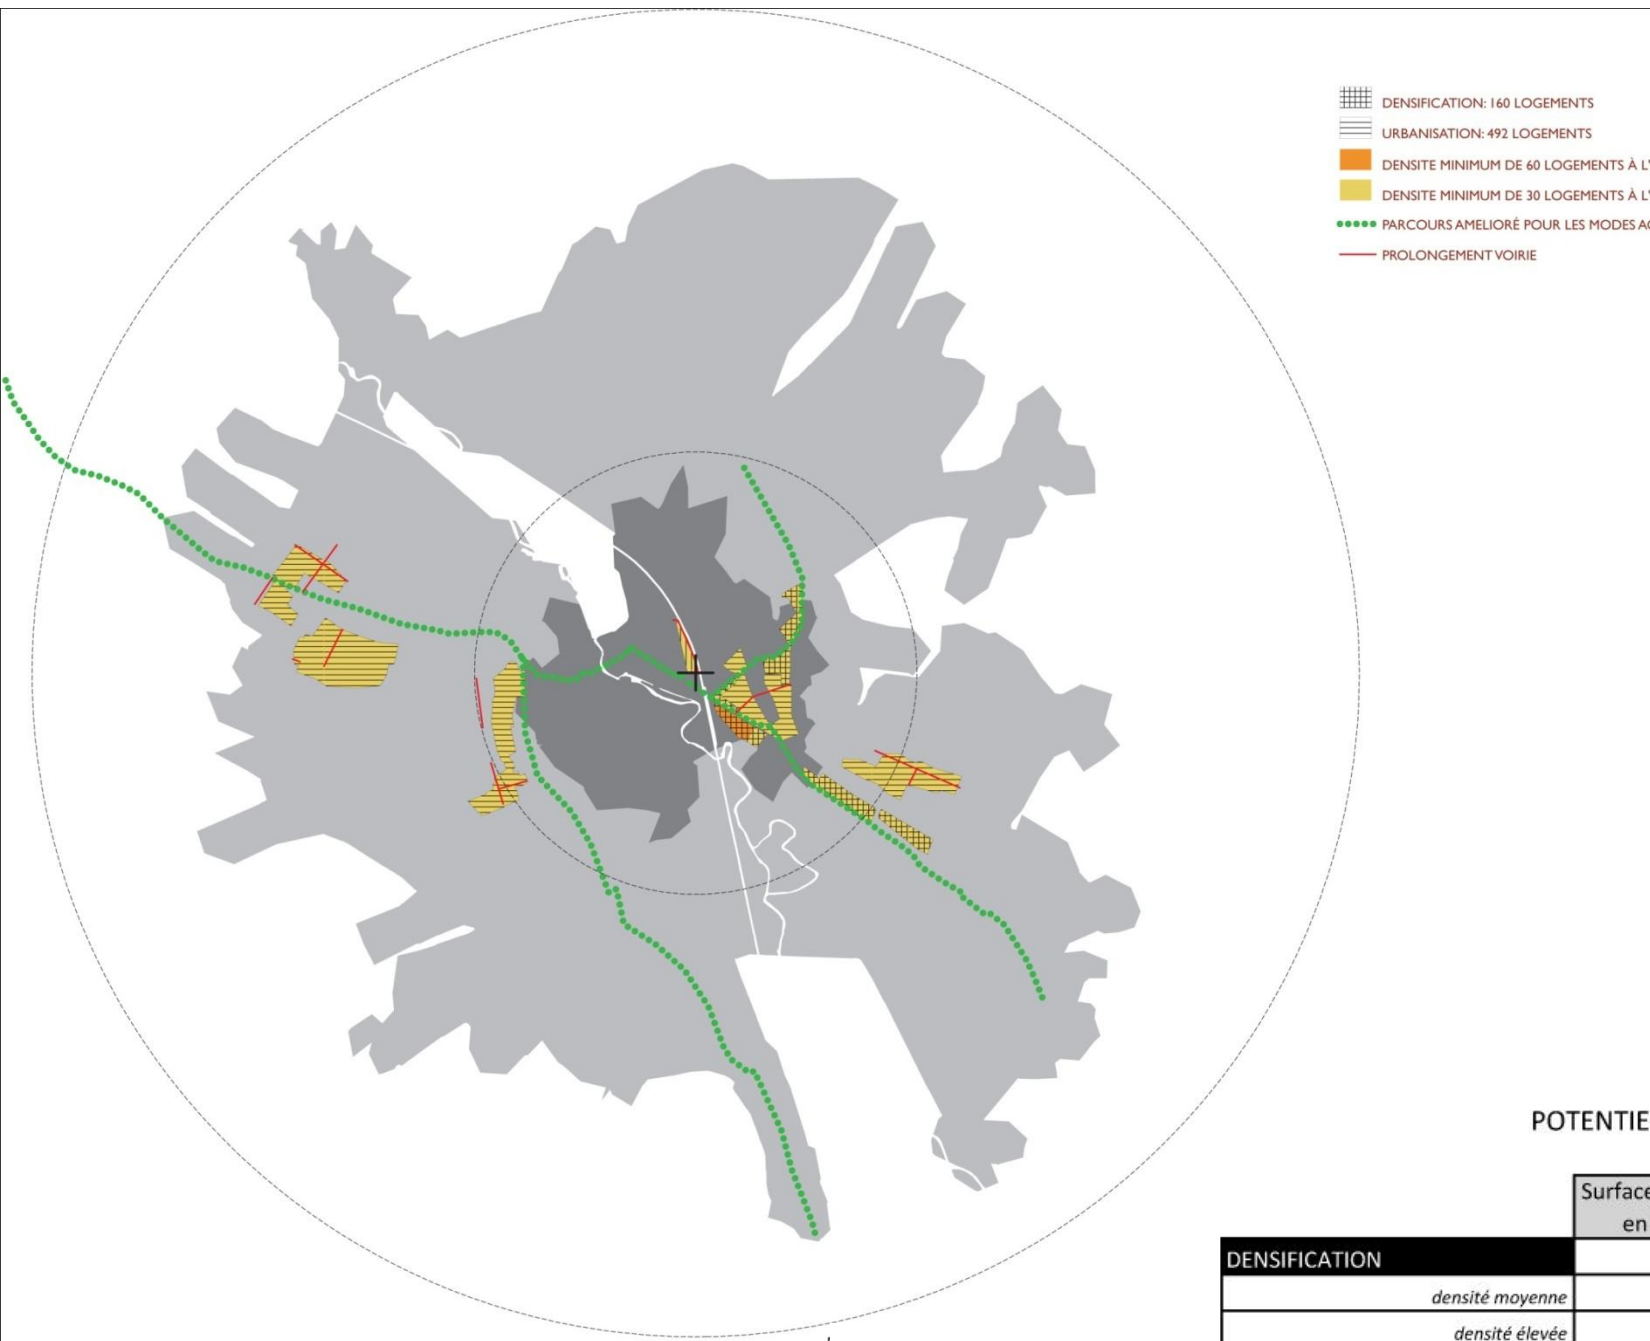 DENSIFICATION: 160 LOGEMENTS
URBANISATION: 492 LOGEMENTS
DENSITE MINIMUM DE 60 LOGEMENTS À L'
DENSITE MINIMUM DE 30 LOGEMENTS À L'
PARCOURS AMELIORÉ POUR LES MODES
PROLONGEMENT VOIRIE
POTENTIE
Surface
en
DENSIFICATION
densité moyenne
densité élevée